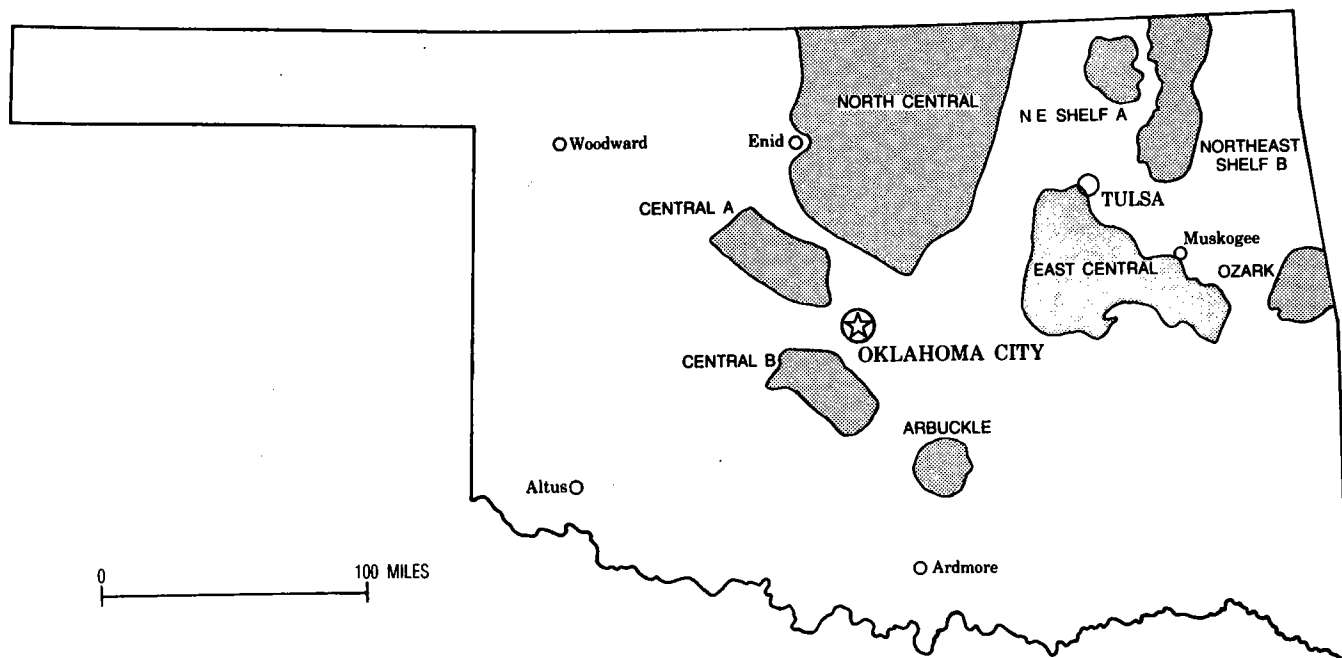 NORTH CENTRAL
N E SHELF A
NORTHEAST
SHELF B
Woodward
Enid
TULSA
CENTRAL A
Muskogee
EAST CENTRAL
OZARK
OKLAHOMA CITY
CENTRAL B
ARBUCKLE
Altus
Ardmore
0
100 MILES